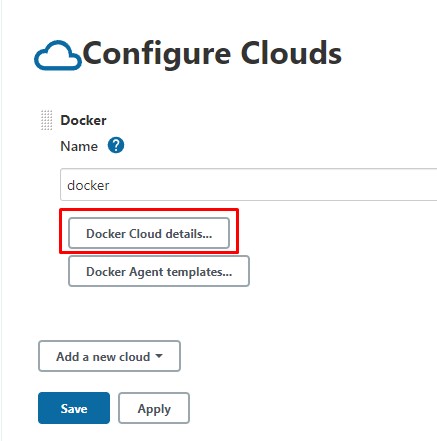 Configure Clouds
Docker
Name ?
docker
Docker Cloud details...
Docker Agent templates...
Add a new cloud
Save Apply